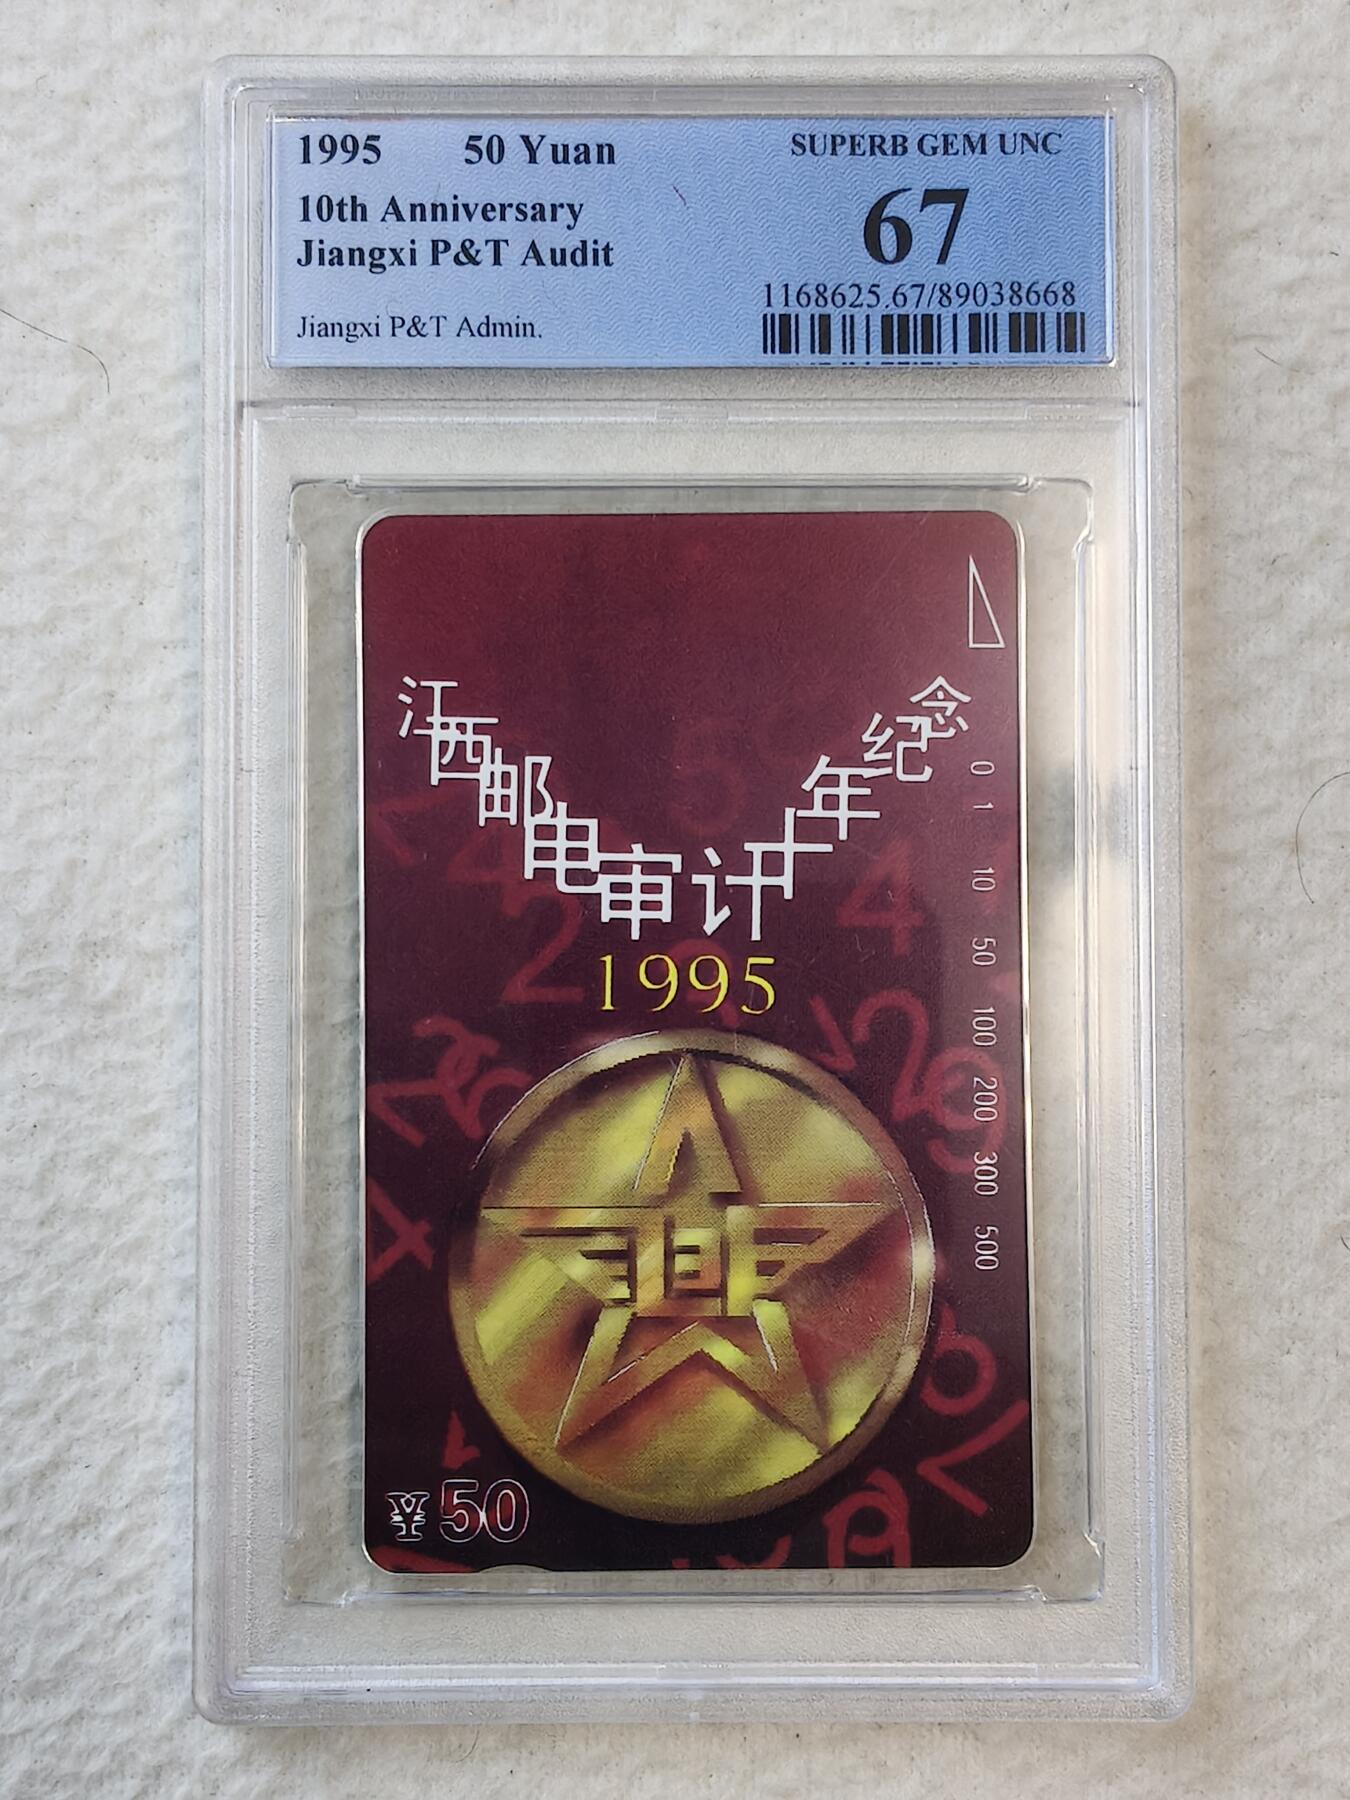 1995 50 Yuan
SUPERB GEM UNC
10th Anniversary
67
Jiangxi P&T Audit
1168625.67/89038668
Jiangxi P&T Admin.
江西邮电审计十年纪念
1995
0 1 10 50 100 200 300 500
¥50